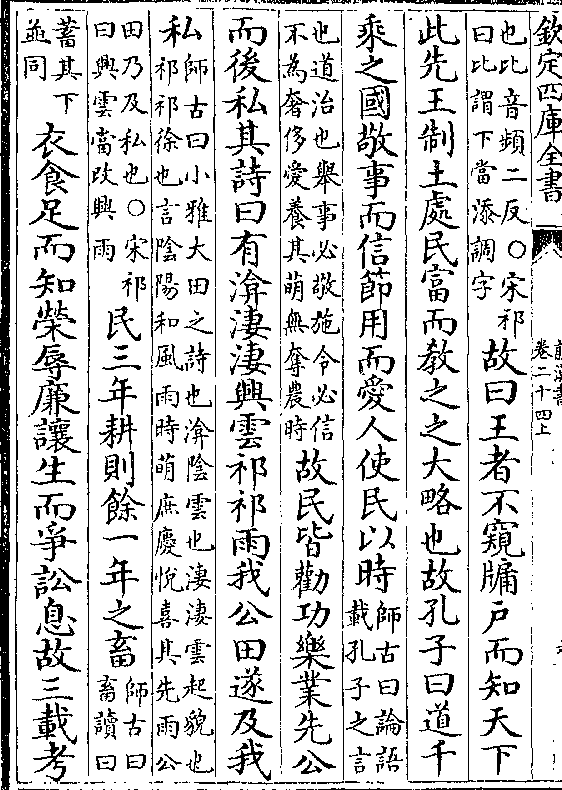 欽定四庫全書
卷二十四上
也比音頻二反○宋祁
曰比謂下當添調字
故曰王者不窺牖戶而知天下
此先王制土處民富而教之之大略也故孔子曰道千
乘之國敬事而信節用而愛人使民以時
師古曰論語
載孔子之言
也道治也舉事必敬施令必信
不為奢侈愛養其萌無奪農時
故民皆勸功樂業先公
而後私其詩曰有渰淒淒興雲祁祁雨我公田遂及我
私
師古曰小雅大田之詩也渰陰雲也淒淒雲起貌也
祁祁徐也言陰陽和風雨時萌庶慶悅喜其先雨公
田乃及私也○宋祁
曰興雲當改興雨
民三年耕則餘一年之畜
師古曰
畜讀曰
蓄其下
並同
衣食足而知榮辱廉讓生而爭訟息故三載考